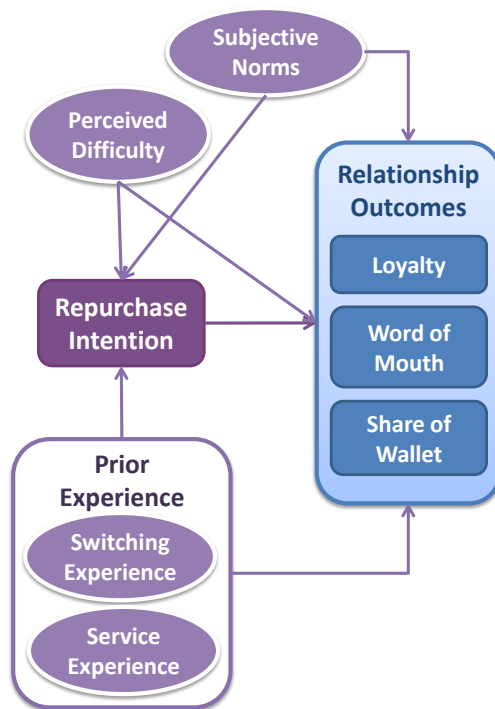 Subjective
Norms
Perceived
Difficulty
Relationship
Outcomes
Loyalty
Repurchase
Intention
Word of
Mouth
Share of
Wallet
Prior
Experience
Switching
Experience
Service
Experience